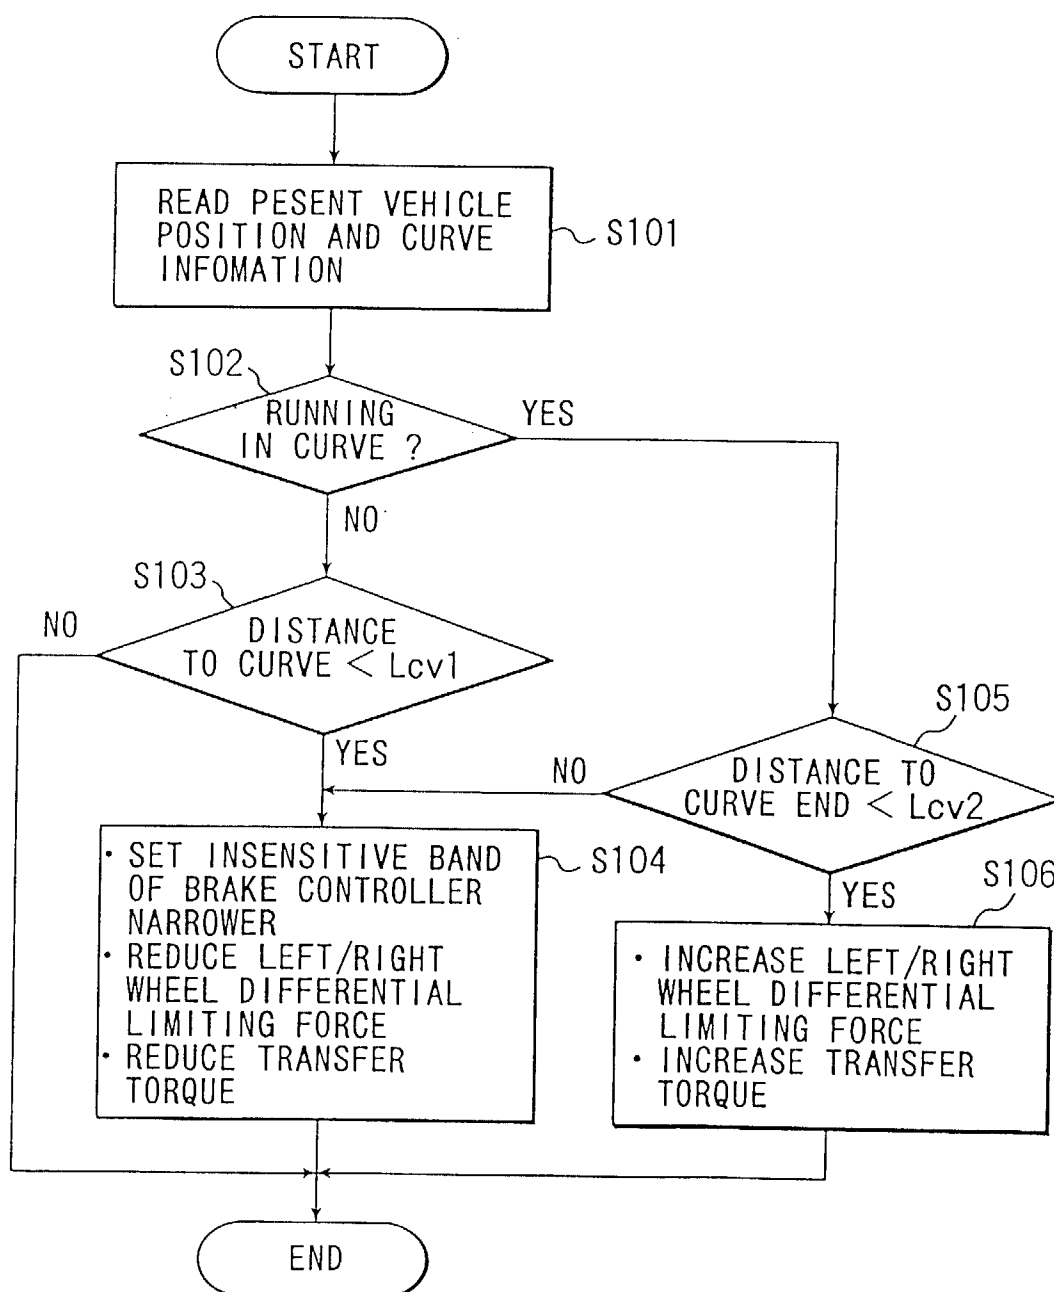 START
READ PESENT VEHICLE
POSITION AND CURVE
INFOMATION
S101
S102
RUNNING
IN CURVE ?
YES
NO
S103
NO
DISTANCE
TO CURVE < Lcv1
YES
S105
NO
DISTANCE TO
CURVE END < Lcv2
YES
· SET INSENSITIVE BAND
OF BRAKE CONTROLLER
NARROWER
· REDUCE LEFT/RIGHT
WHEEL DIFFERENTIAL
LIMITING FORCE
· REDUCE TRANSFER
TORQUE
S104
S106
· INCREASE LEFT/RIGHT
WHEEL DIFFERENTIAL
LIMITING FORCE
· INCREASE TRANSFER
TORQUE
END